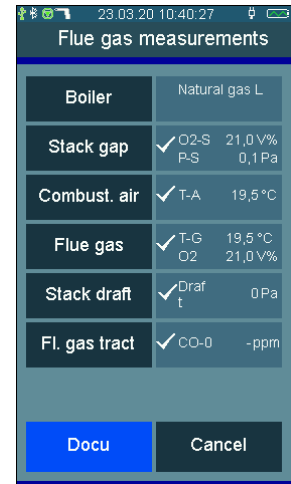 23.03.20 10:40:27
Flue gas measurements
Boiler
Natural gas L
Stack gap
O2-S 21,0 V%
P-S 0,1 Pa
Combust. air
T-A 19,5 °C
Flue gas
T-G 19,5 °C
O2 21,0 V%
Stack draft
Draf
t
0 Pa
Fl. gas tract
CO-0 -ppm
Docu
Cancel